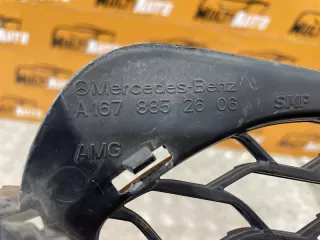 Mercedes-Benz
A 167 885 26 06
SMP
AMG